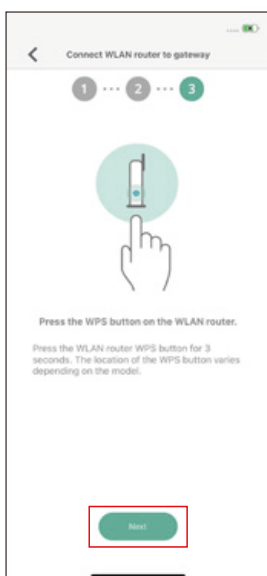 Connect WLAN router to gateway
1 ... 2 ... 3
Press the WPS button on the WLAN router.
Press the WLAN router WPS button for 3
seconds. The location of the WPS button varies
depending on the model.
Next